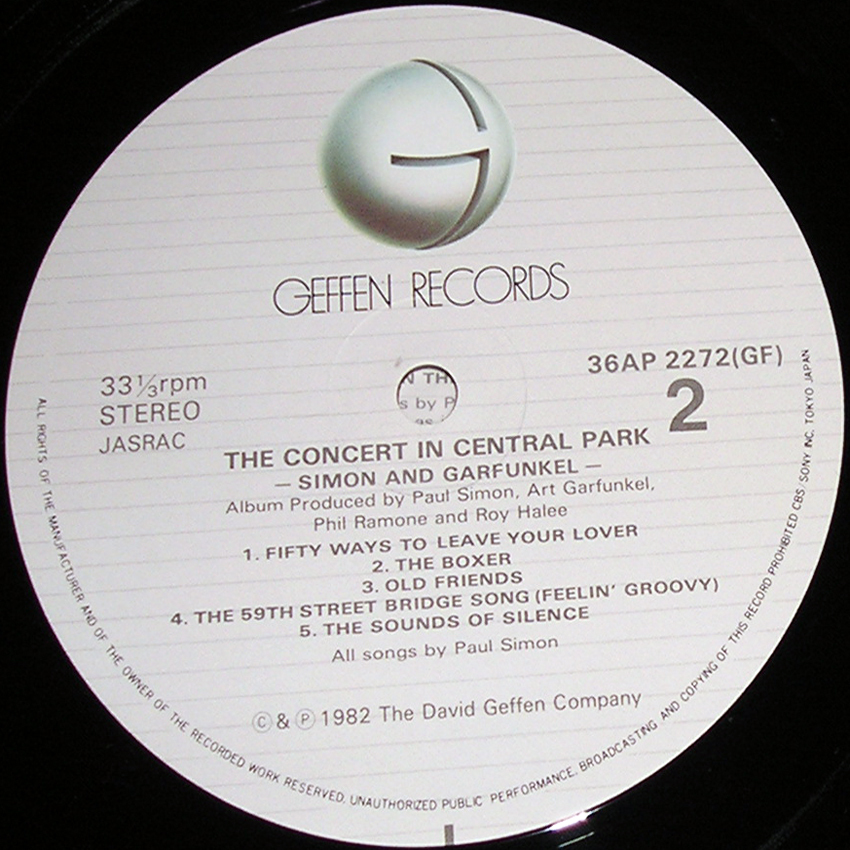 GEFFEN RECORDS
33⅓rpm
STEREO
JASRAC
36AP 2272(GF)
2
N TH
s by P
THE CONCERT IN CENTRAL PARK
— SIMON AND GARFUNKEL —
Album Produced by Paul Simon, Art Garfunkel,
Phil Ramone and Roy Halee
1. FIFTY WAYS TO LEAVE YOUR LOVER
2. THE BOXER
3. OLD FRIENDS
4. THE 59TH STREET BRIDGE SONG (FEELIN' GROOVY)
5. THE SOUNDS OF SILENCE
All songs by Paul Simon
© & ℗ 1982 The David Geffen Company
ALL RIGHTS OF THE MANUFACTURER AND OF THE OWNER OF THE RECORDED WORK RESERVED. UNAUTHORIZED PUBLIC PERFORMANCE, BROADCASTING AND COPYING OF THIS RECORD PROHIBITED CBS/SONY INC. TOKYO JAPAN